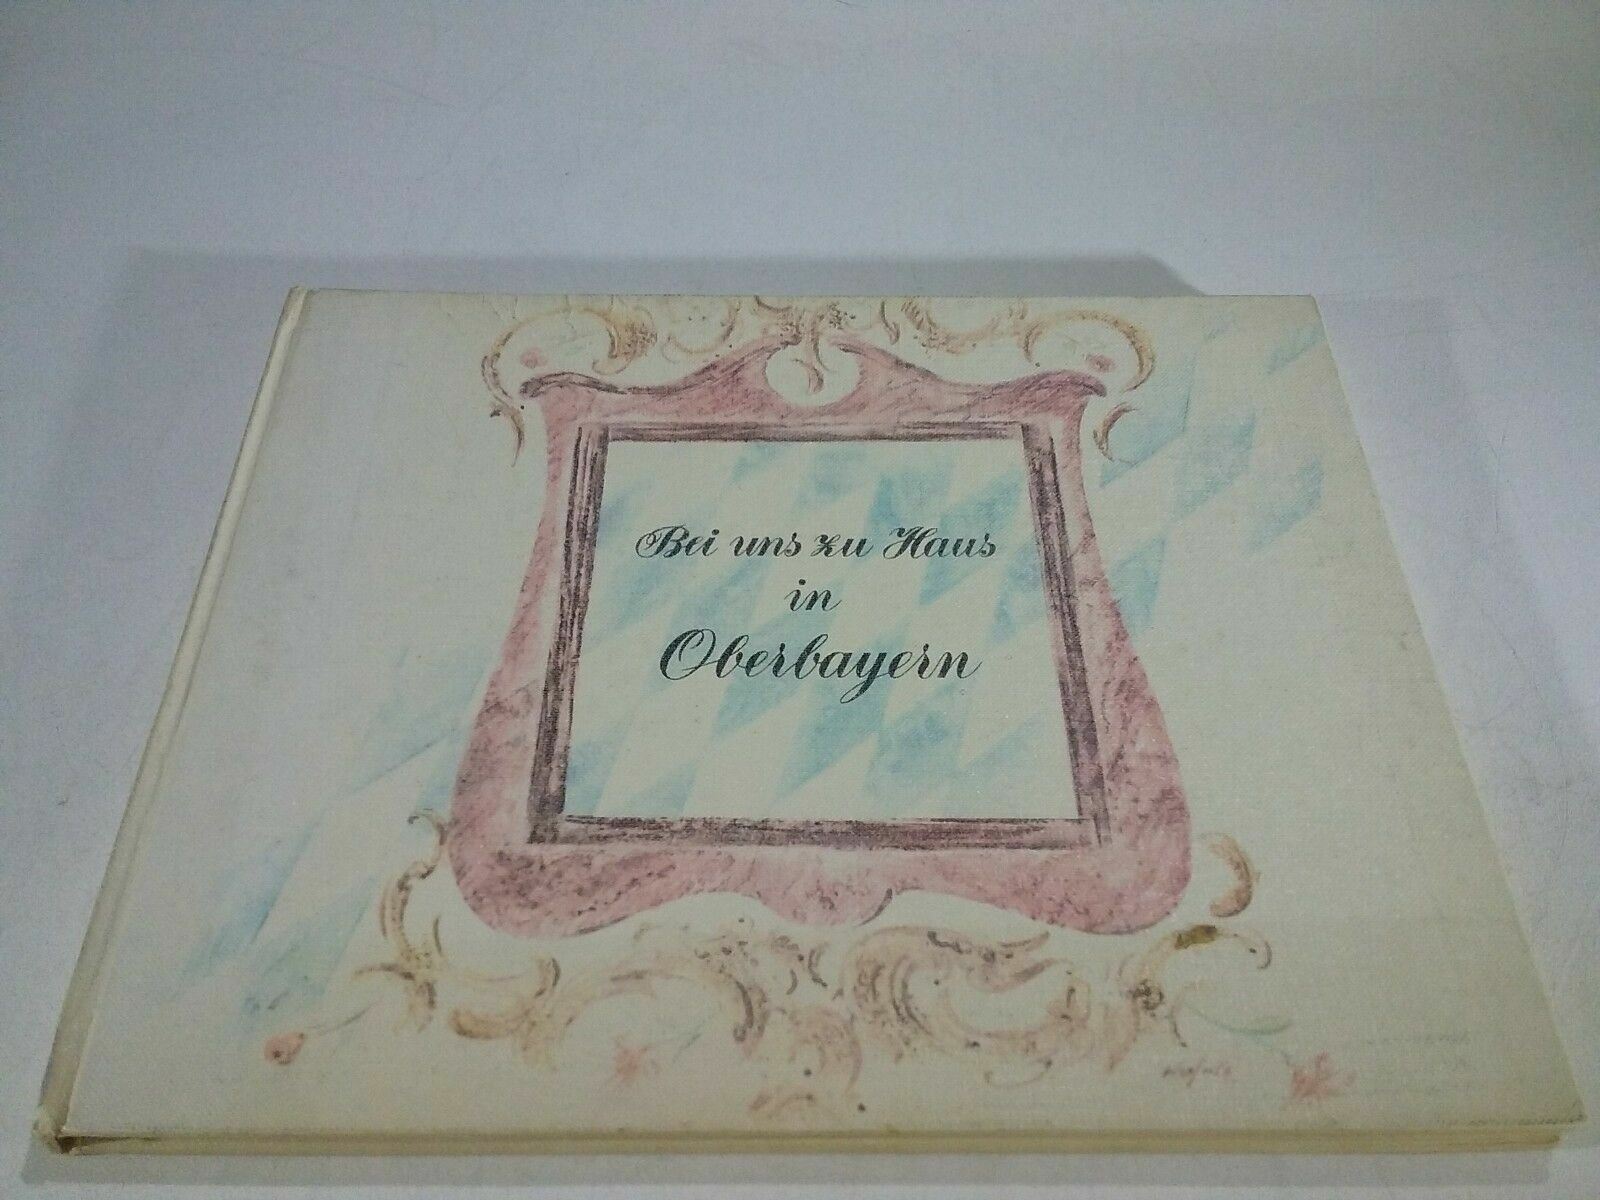 Bei uns zu Haus
in
Oberbayern